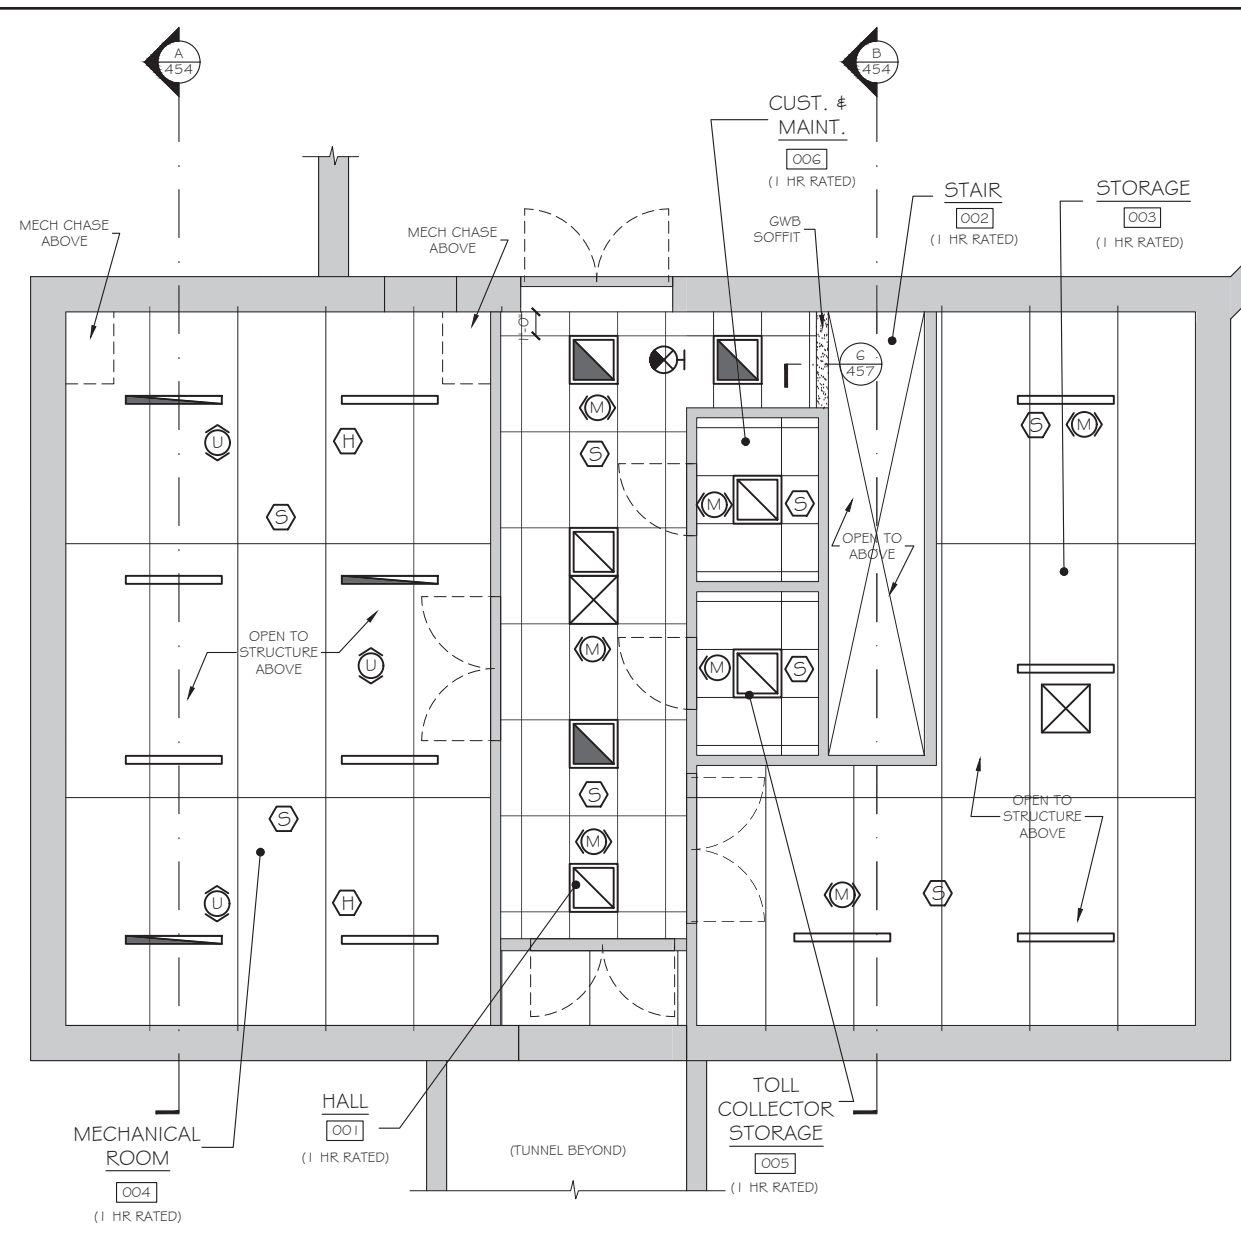 A
454
B
454
CUST. &
MAINT.
006
(1 HR RATED)
STAIR
002
(1 HR RATED)
STORAGE
003
(1 HR RATED)
MECH CHASE
ABOVE
MECH CHASE
ABOVE
GWB
SOFFIT
1'-0"
6
457
M
S
M
U
H
S
S
M
S
M
S
OPEN TO
ABOVE
OPEN TO
STRUCTURE
ABOVE
U
M
M
S
S
S
M
OPEN TO
STRUCTURE
ABOVE
U
H
M
S
HALL
001
(1 HR RATED)
MECHANICAL
ROOM
004
(1 HR RATED)
(TUNNEL BEYOND)
TOLL
COLLECTOR
STORAGE
005
(1 HR RATED)